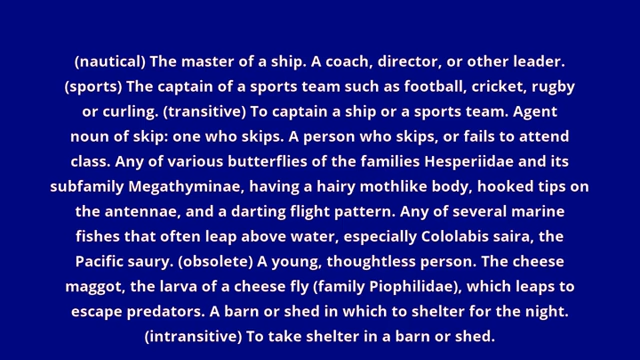 (nautical) The master of a ship. A coach, director, or other leader.
(sports) The captain of a sports team such as football, cricket, rugby
or curling. (transitive) To captain a ship or a sports team. Agent
noun of skip: one who skips. A person who skips, or fails to attend
class. Any of various butterflies of the families Hesperiidae and its
subfamily Megathyminae, having a hairy mothlike body, hooked tips on
the antennae, and a darting flight pattern. Any of several marine
fishes that often leap above water, especially Cololabis saira, the
Pacific saury. (obsolete) A young, thoughtless person. The cheese
maggot, the larva of a cheese fly (family Piophilidae), which leaps to
escape predators. A barn or shed in which to shelter for the night.
(intransitive) To take shelter in a barn or shed.